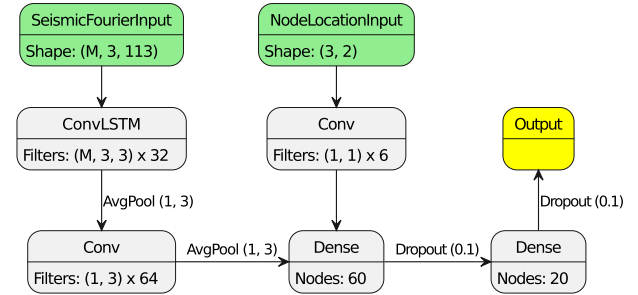 SeismicFourierInput
Shape: (M, 3, 113)
NodeLocationInput
Shape: (3, 2)
ConvLSTM
Filters: (M, 3, 3) x 32
Conv
Filters: (1, 1) x 6
Output
AvgPool (1, 3)
Dropout (0.1)
Conv
Filters: (1, 3) x 64
AvgPool (1, 3)
Dense
Nodes: 60
Dropout (0.1)
Dense
Nodes: 20